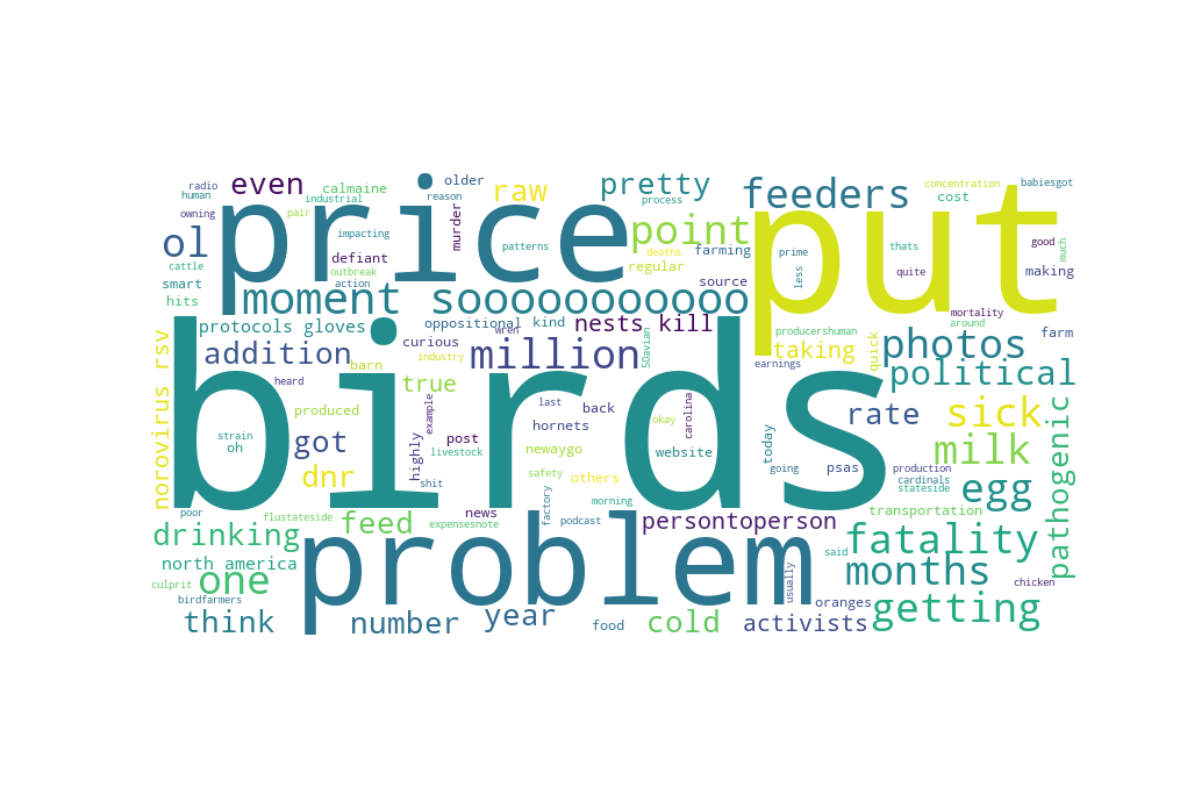 price
put
birds
problem
radio
human
even
calmaine
industrial
older
reason
raw
pretty
process
feeders
concentration
cost
babiesgot
owning
pair
ol
impacting
murder
patterns
point
farming
prime
thats
good
much
cattle
defiant
outbreak
action
deaths
regular
source
less
quite
making
smart
hits
moment sooooooooooo
protocols gloves
oppositional
kind
wren
nests kill
mortality
around
farm
producershuman
addition
curious
industry
million
50avian
taking
quick
photos
barn
earnings
political
norovirus rsv
heard
true
last
back
carolina
rate
sick
produced
example
hornets
okay
strain
oh
got
highly
post
livestock
newaygo
website
today
milk
dnr
shit
safety
others
going
psas
production
cardinals
stateside
egg
pathogenic
poor
flustateside
feed
news
expensesnote
factory
podcast
morning
persontoperson
transportation
drinking
said
fatality
north america
culprit
one
birdfarmers
usually
months
chicken
think
number
year
food
cold
activists
oranges
getting